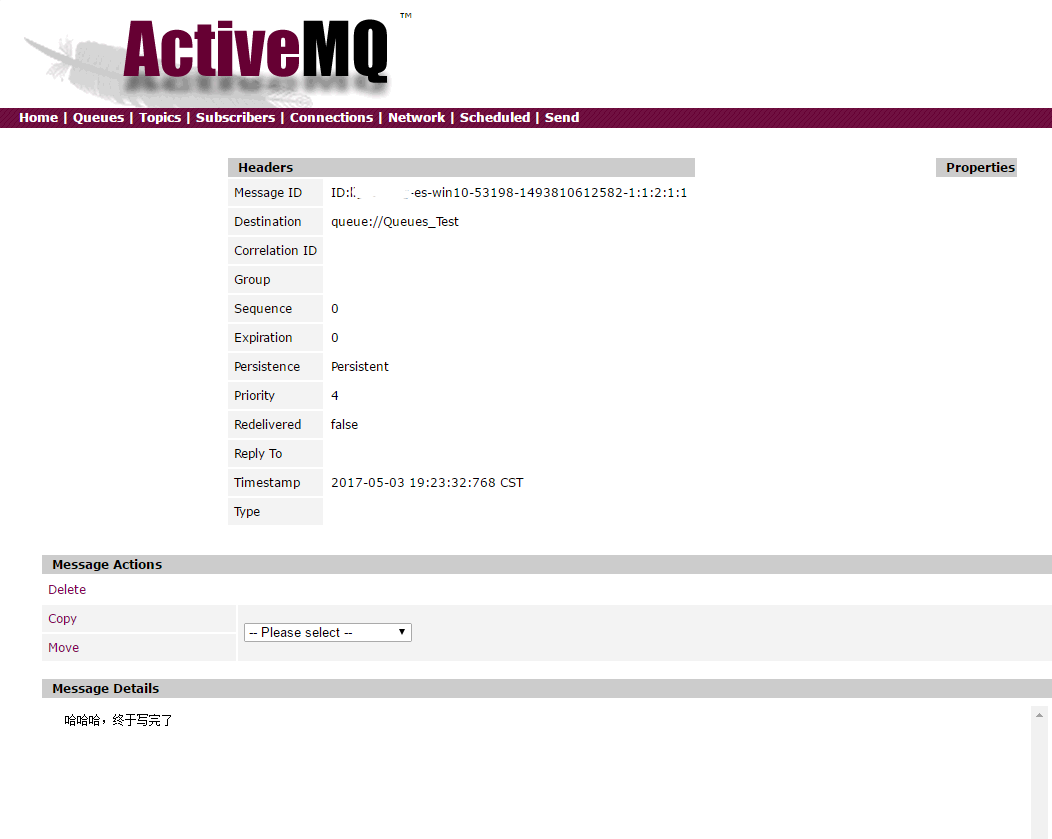 ActiveMQ™
Home | Queues | Topics | Subscribers | Connections | Network | Scheduled | Send
Headers
Properties
Message ID
-es-win10-53198-1493810612582-1:1:2:1:1
Destination queue://Queues_Test
Correlation ID
Group
Sequence 0
Expiration 0
Persistence Persistent
Priority 4
Redelivered false
Reply To
Timestamp 2017-05-03 19:23:32:768 CST
Type
Message Actions
Delete
Copy
-- Please select --
Move
Message Details
哈哈哈，终于写完了